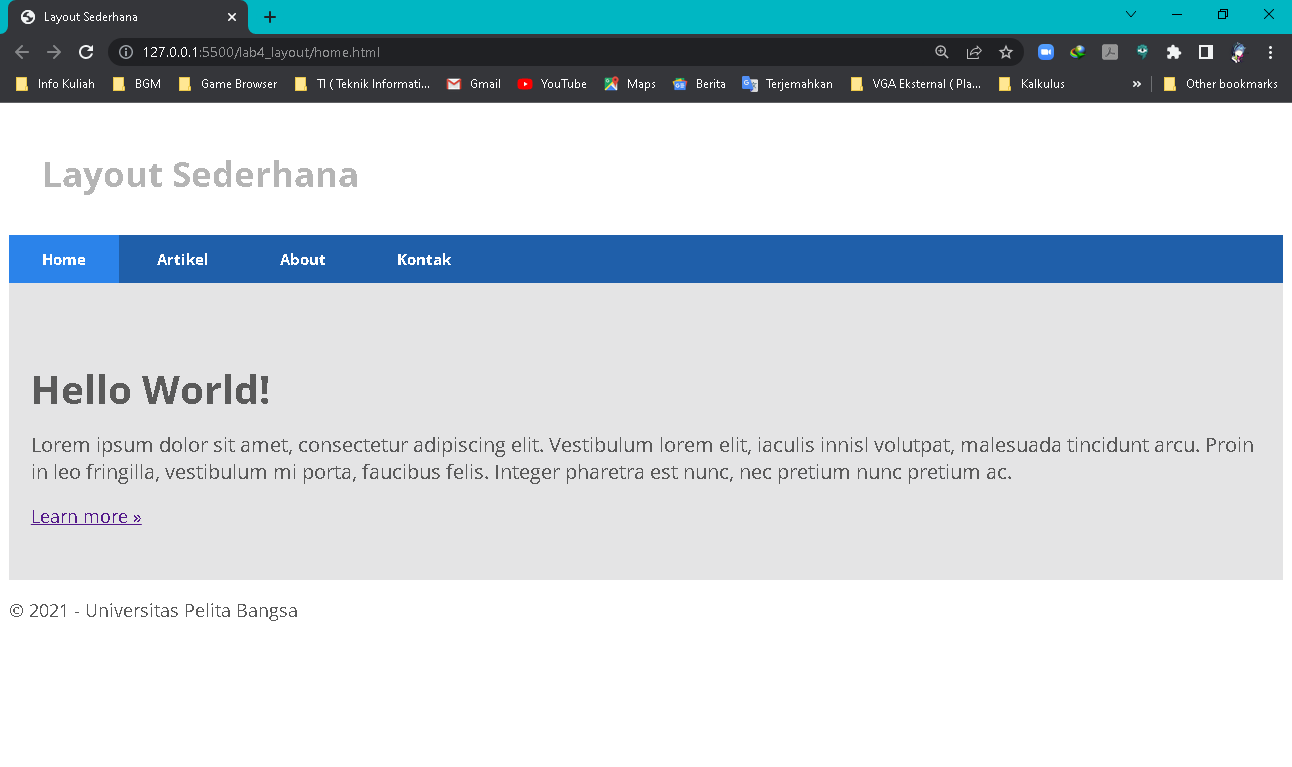 Layout Sederhana
127.0.0.1:5500/lab4_layout/home.html
Info Kuliah BGM Game Browser TI ( Teknik Informati... Gmail YouTube Maps Berita Terjemahkan VGA Eksternal ( Pla... Kalkulus » Other bookmarks
Layout Sederhana
Home Artikel About Kontak
Hello World!
Lorem ipsum dolor sit amet, consectetur adipiscing elit. Vestibulum lorem elit, iaculis innisl volutpat, malesuada tincidunt arcu. Proin
in leo fringilla, vestibulum mi porta, faucibus felis. Integer pharetra est nunc, nec pretium nunc pretium ac.
Learn more »
© 2021 - Universitas Pelita Bangsa